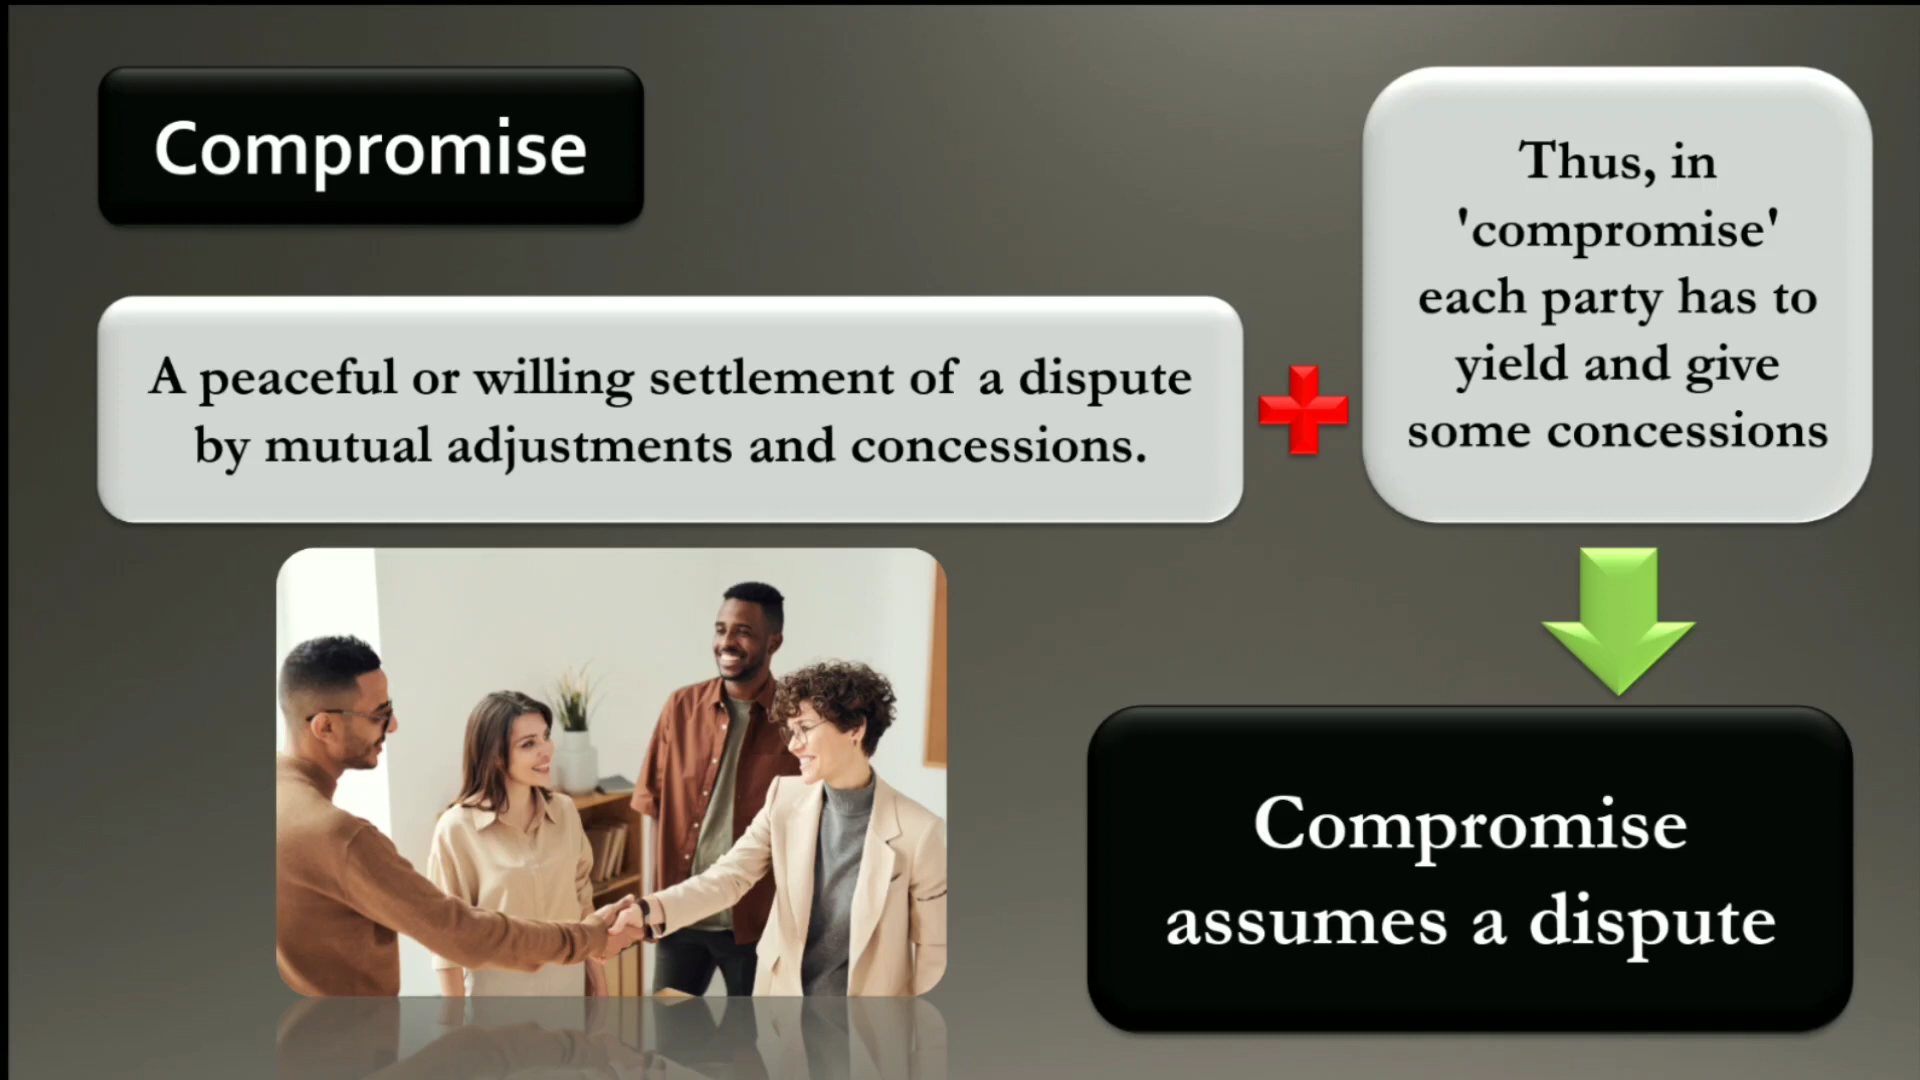 Compromise
A peaceful or willing settlement of a dispute
by mutual adjustments and concessions.
Thus, in
'compromise'
each party has to
yield and give
some concessions
Compromise
assumes a dispute